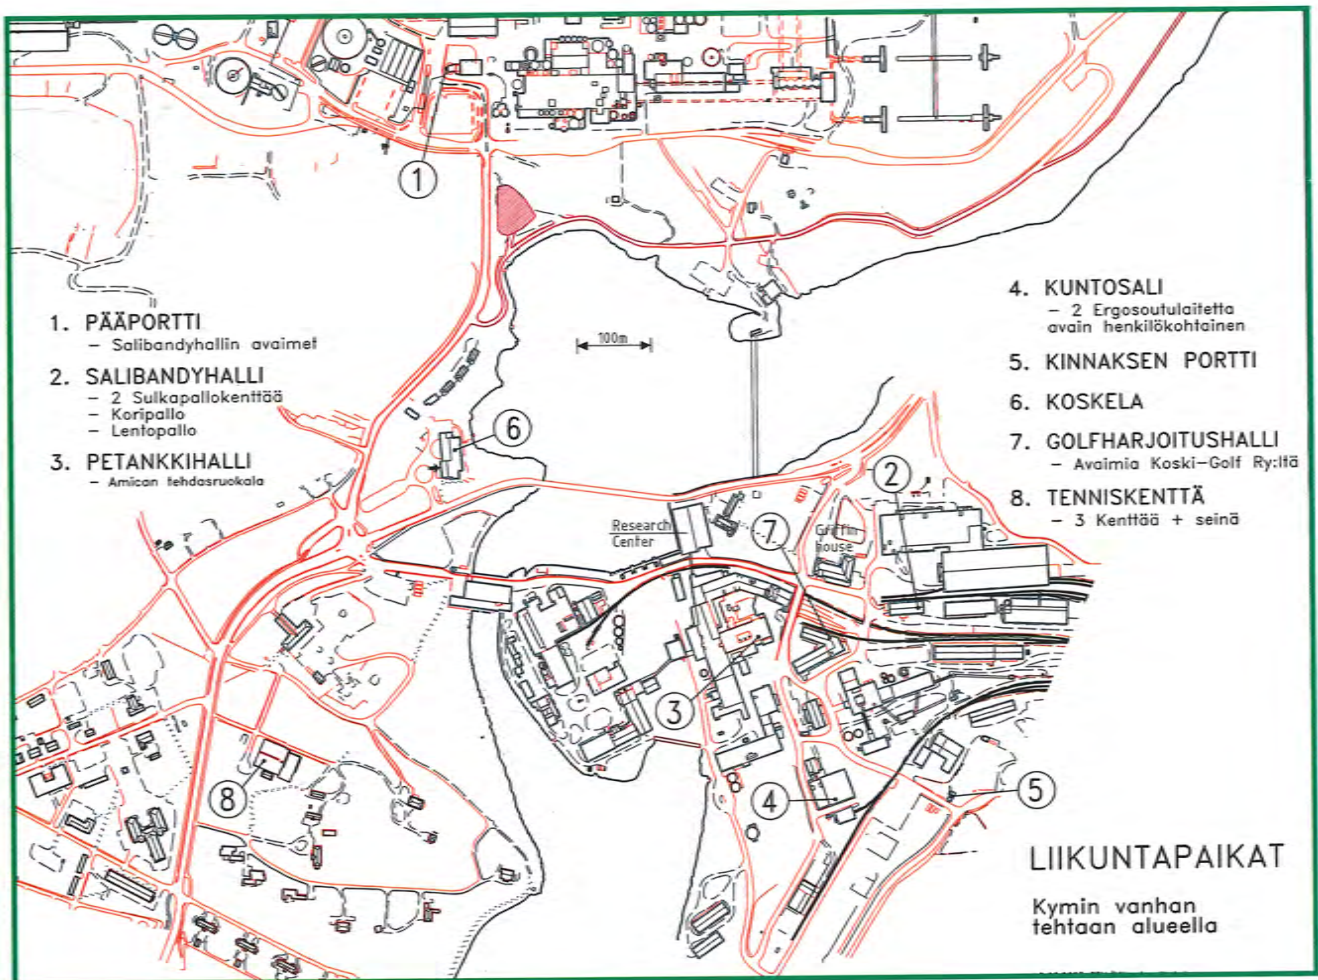 1. PÄÄPORTTI
– Salibandyhallin avaimet
2. SALIBANDYHALLI
– 2 Sulkapallokenttää
– Koripallo
– Lentopallo
3. PETANKKIHALLI
– Amican tehdasruokala
4. KUNTOSALI
– 2 Ergosoutulaitetta
avain henkilökohtainen
5. KINNAKSEN PORTTI
6. KOSKELA
7. GOLFHARJOITUSHALLI
– Avaimia Koski-Golf Ry:ltä
8. TENNISKENTTÄ
– 3 Kenttää + seinä
1
100m
6
2
Research
Center
7
Griffin
house
3
8
4
5
LIIKUNTAPAIKAT
Kymin vanhan
tehtaan alueella